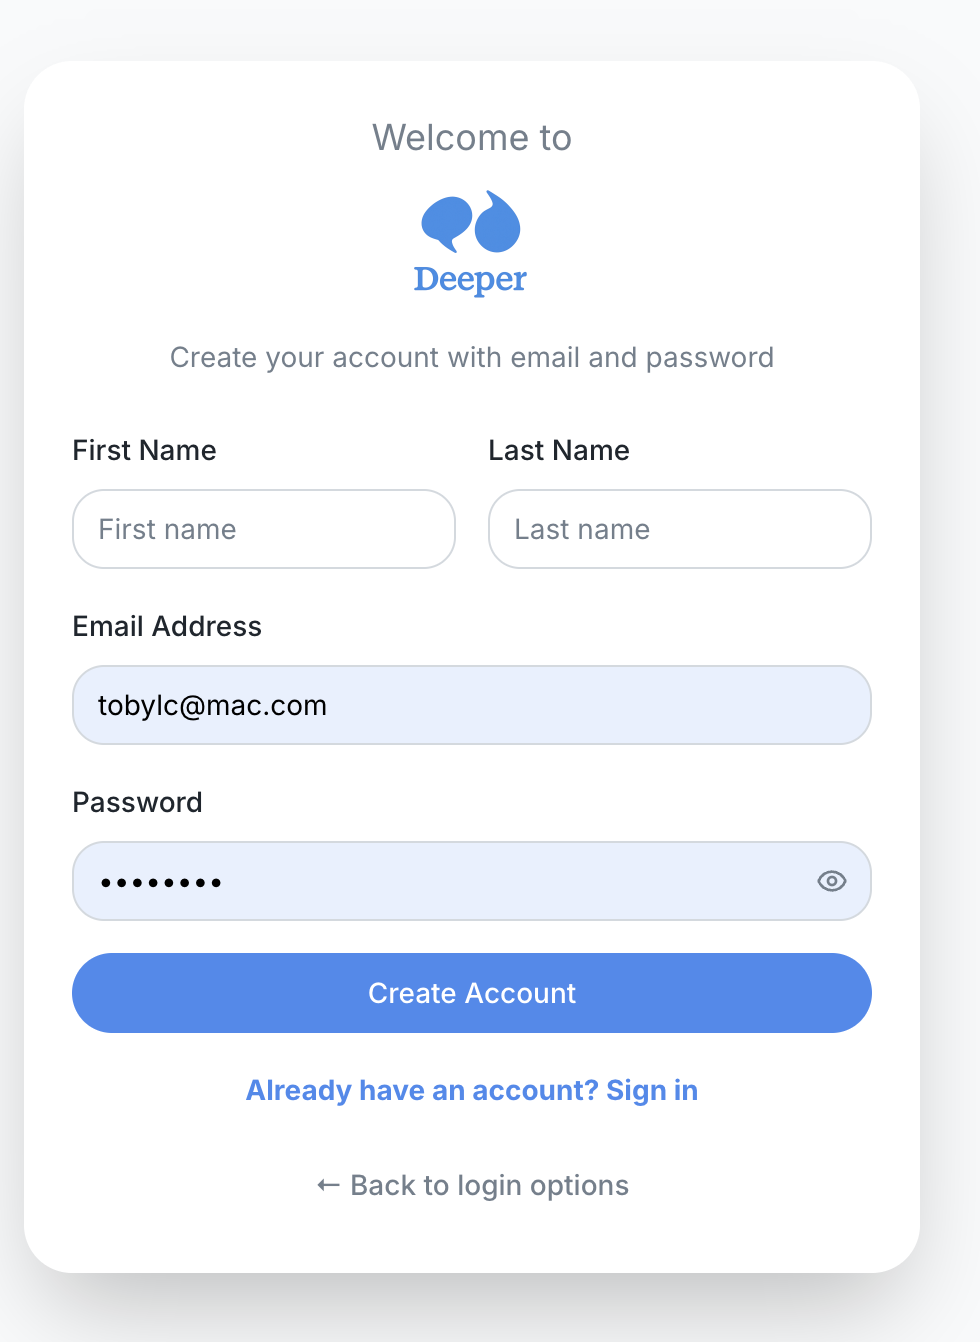 Welcome to
Deeper
Create your account with email and password
First Name Last Name
First name Last name
Email Address
tobylc@mac.com
Password
••••••••
Create Account
Already have an account? Sign in
← Back to login options